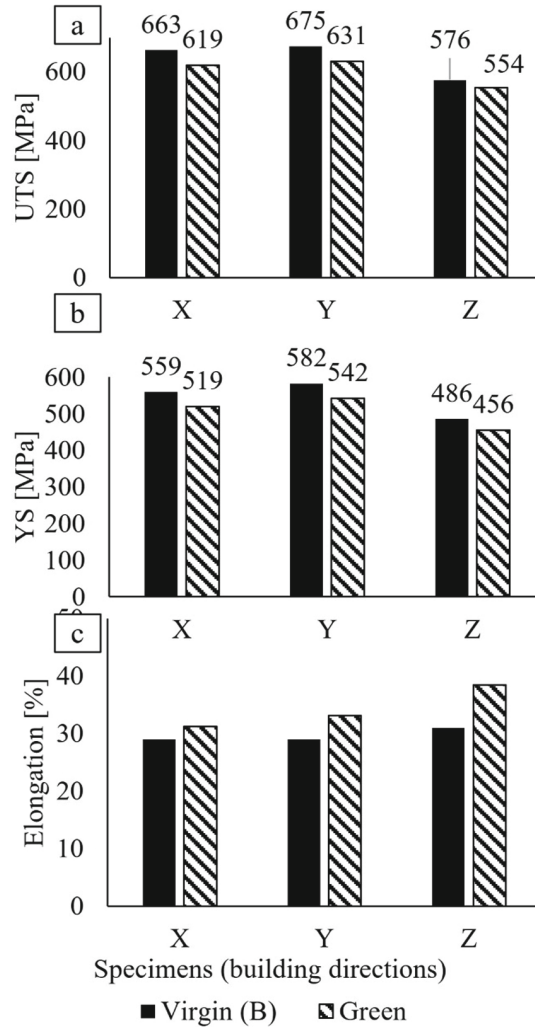 a
663 619 675 631 576 554
600
400
200
0
UTS [MPa]
X Y Z
b
559 519 582 542 486 456
600
500
400
300
200
100
0
YS [MPa]
X Y Z
c
40
30
20
10
0
Elongation [%]
X Y Z
Specimens (building directions)
Virgin (B) Green